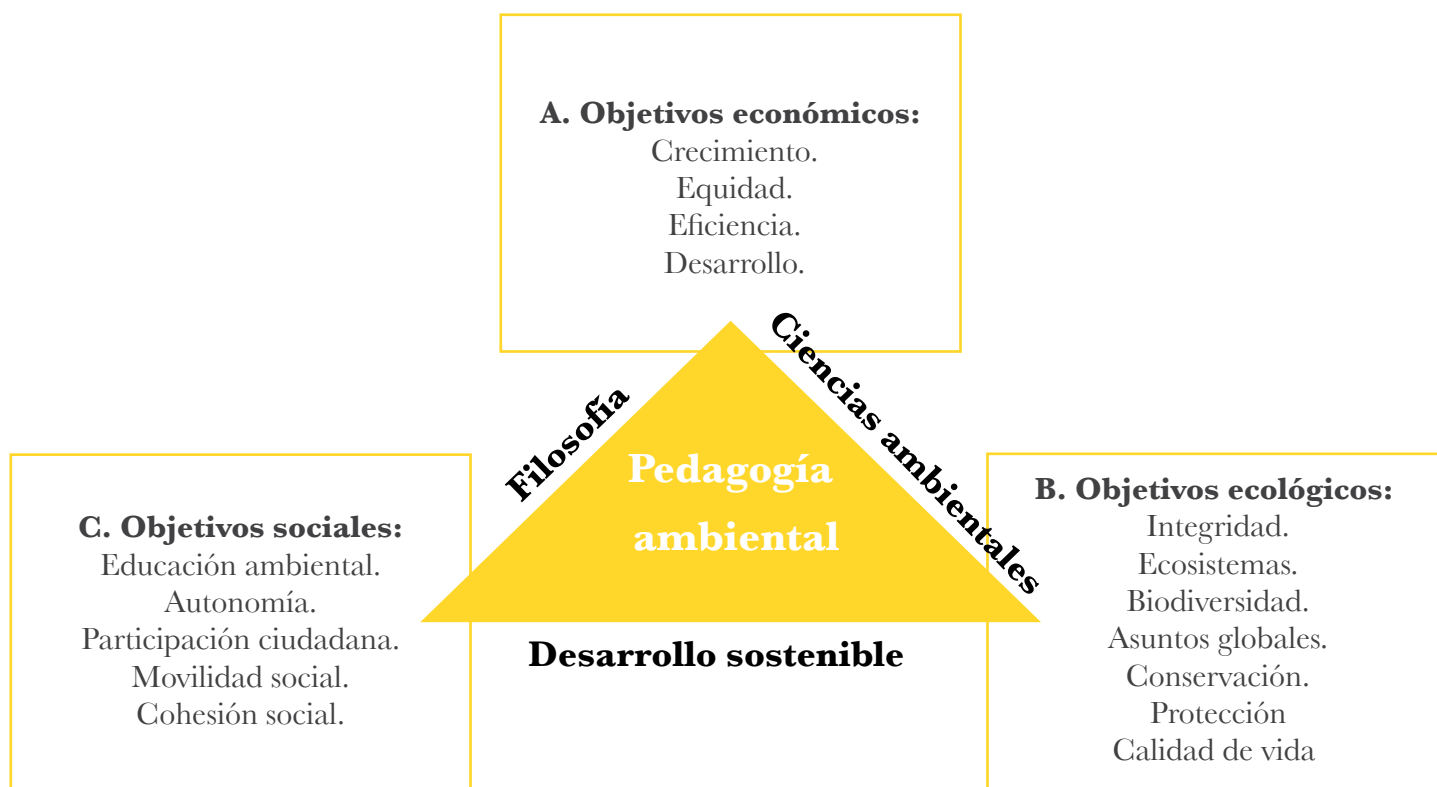 A. Objetivos económicos:
Crecimiento.
Equidad.
Eficiencia.
Desarrollo.
Filosofía
Ciencias ambientales
Pedagogía
ambiental
Desarrollo sostenible
C. Objetivos sociales:
Educación ambiental.
Autonomía.
Participación ciudadana.
Movilidad social.
Cohesión social.
B. Objetivos ecológicos:
Integridad.
Ecosistemas.
Biodiversidad.
Asuntos globales.
Conservación.
Protección
Calidad de vida